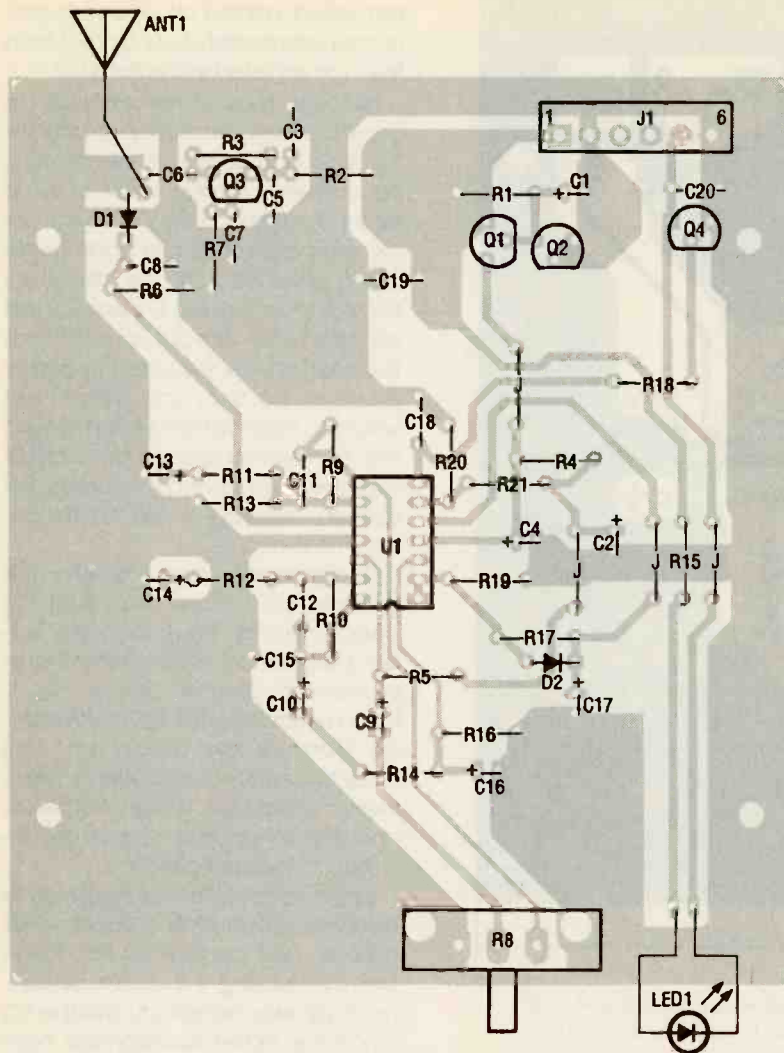 ANT1
1 J1 6
C3
R3
C6 Q3 R2
C5
R1 + C1 C20
D1 Q1 Q2 Q4
R7 C7
C8
R6 C19
J R18
C18
C13 + R11 C11 R9 R20 R4
R13 R21
U1 + C4 C2 +
J J R15 J
C14 + R12 C12 R19
R10
C15 R17
R5 D2
C10 + C9 + + C17
R16
R14 + C16
R8
LED1